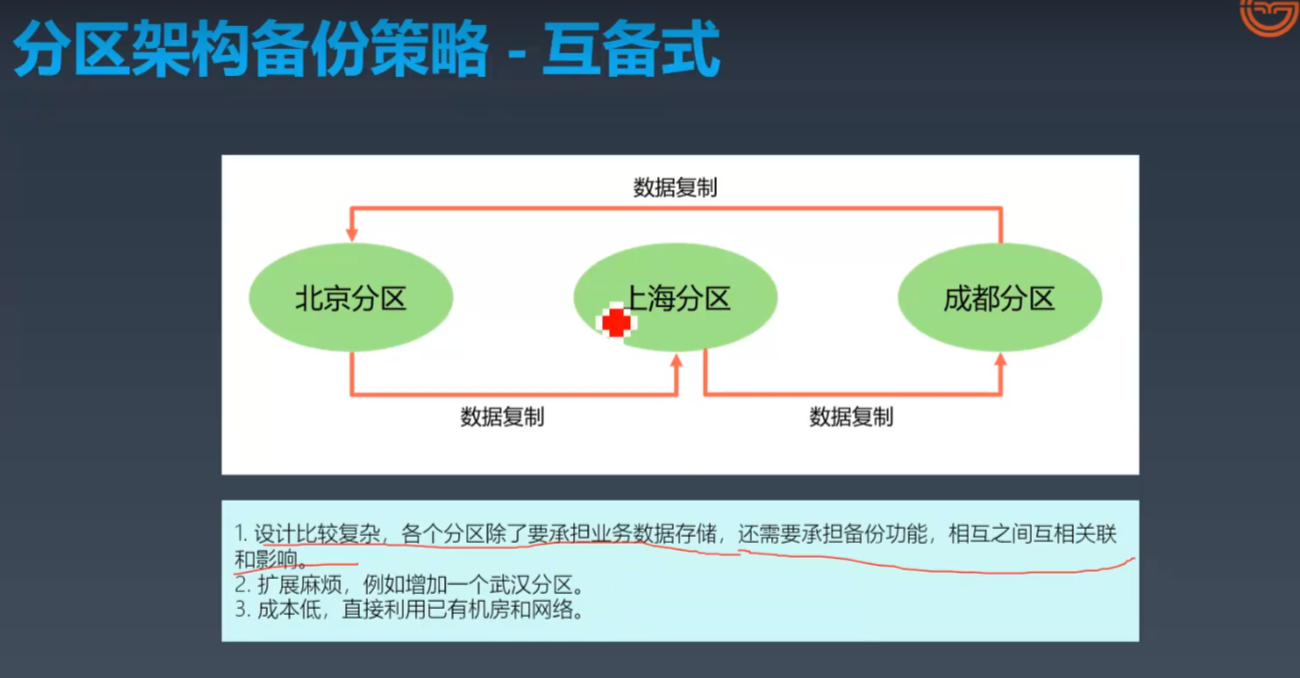 分区架构备份策略 - 互备式
数据复制
北京分区
上海分区
成都分区
数据复制
数据复制
1. 设计比较复杂，各个分区除了要承担业务数据存储，还需要承担备份功能，相互之间互相关联
和影响。
2. 扩展麻烦，例如增加一个武汉分区。
3. 成本低，直接利用已有机房和网络。